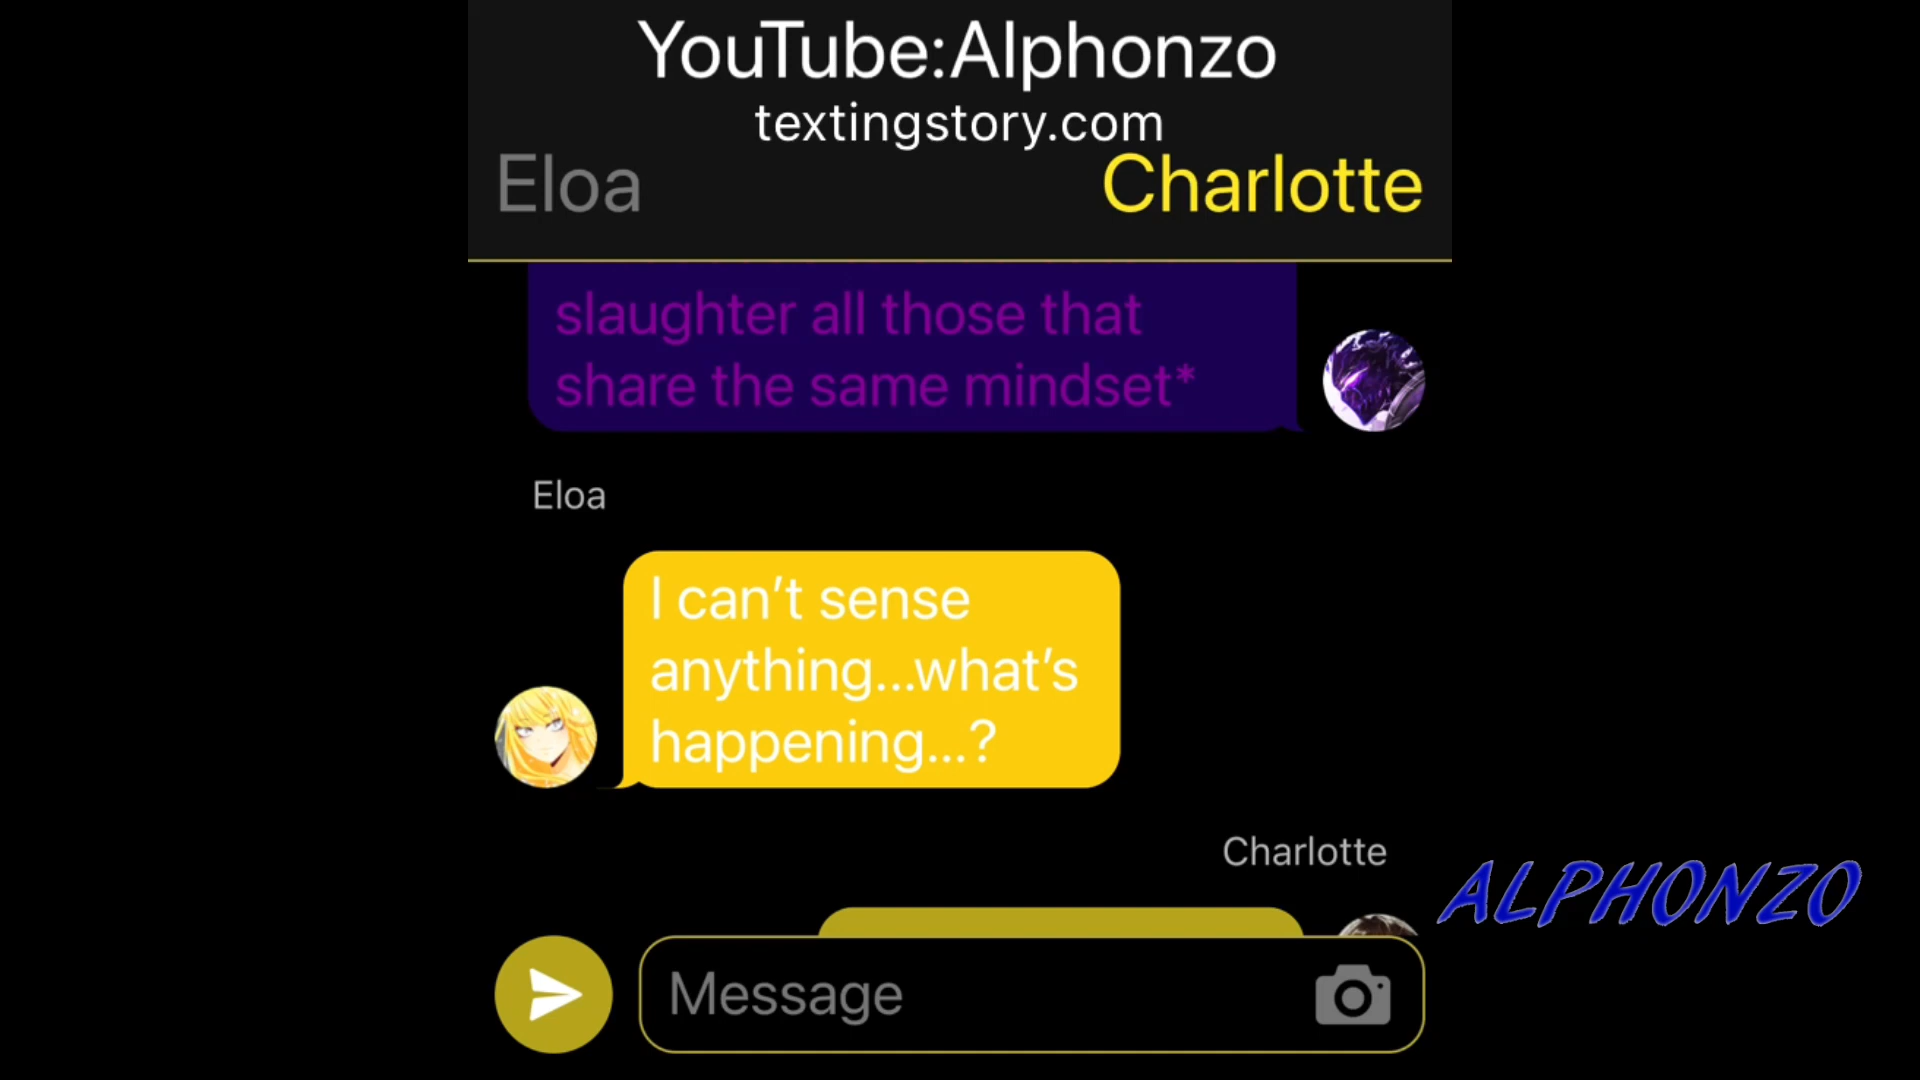 YouTube:Alphonzo
textingstory.com
Eloa
Charlotte
slaughter all those that
share the same mindset*
Eloa
I can’t sense
anything...what’s
happening...?
Charlotte
ALPHONZO
Message